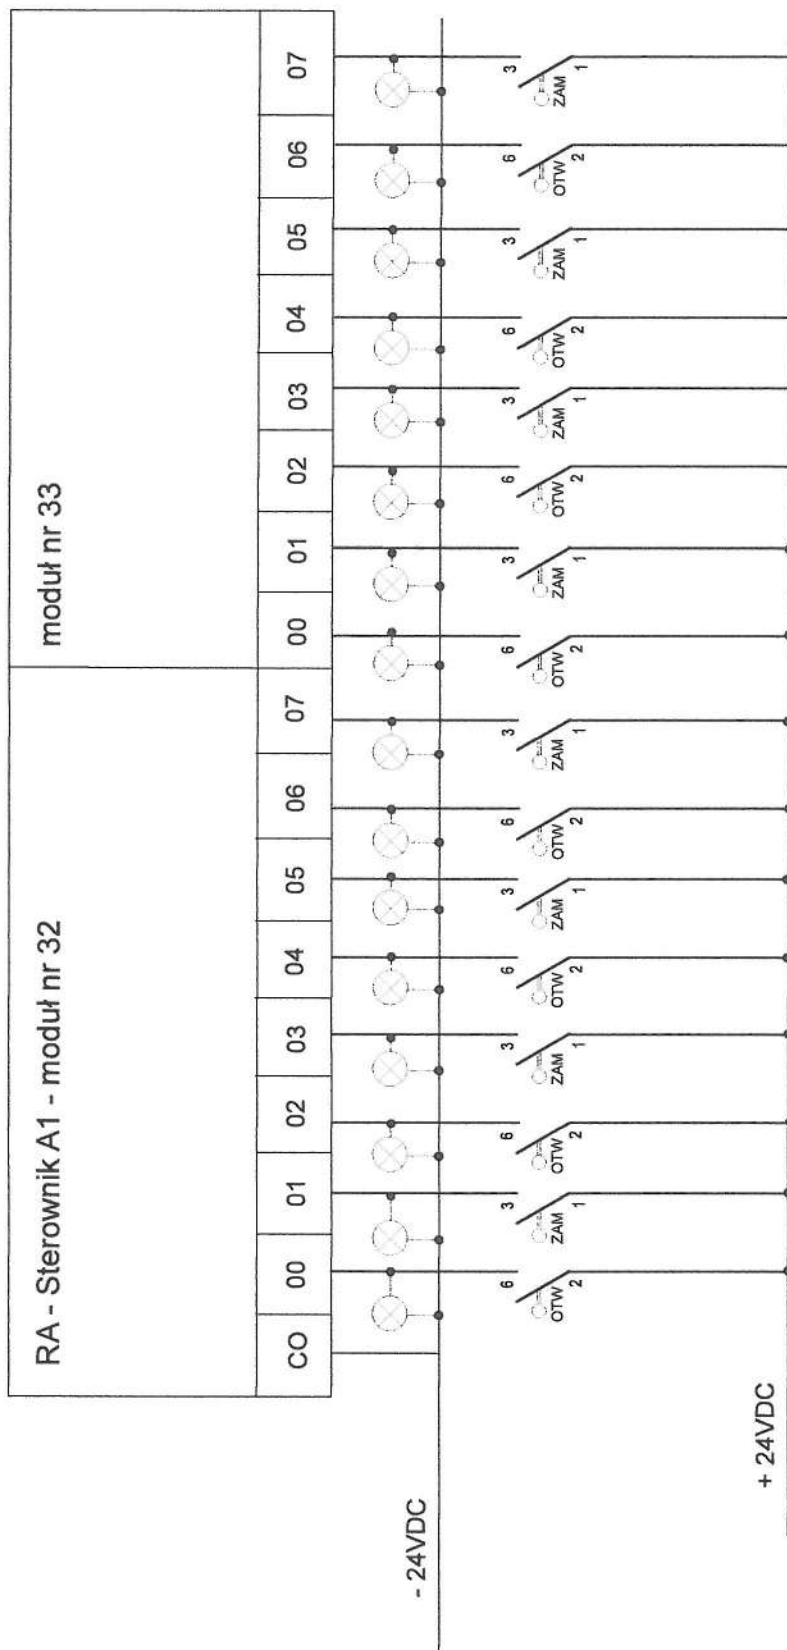 RA - Sterownik A1 - moduł nr 32
moduł nr 33
CO 00 01 02 03 04 05 06 07 00 01 02 03 04 05 06 07
- 24VDC
6 3 6 3 6 3 6 3 6 3 6 3 6 3 6 3
OTW ZAM OTW ZAM OTW ZAM OTW ZAM OTW ZAM OTW ZAM OTW ZAM OTW ZAM
2 1 2 1 2 1 2 1 2 1 2 1 2 1 2 1
+ 24VDC